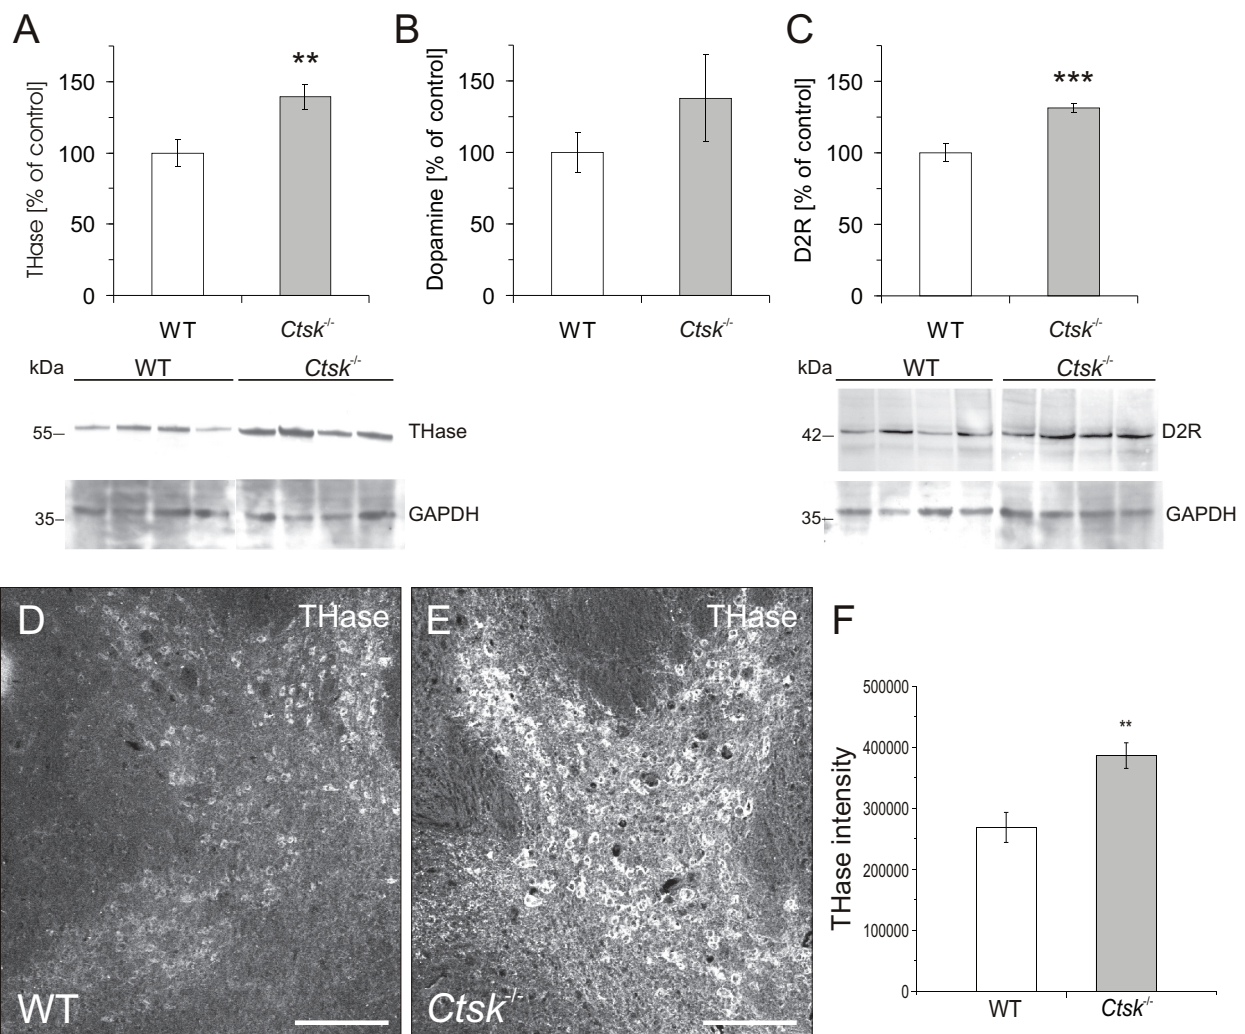 A
THase [% of control]
150
100
50
0
**
WT
Ctsk-/-
B
Dopamine [% of control]
150
100
50
0
WT
Ctsk-/-
C
D2R [% of control]
150
100
50
0
***
WT
Ctsk-/-
kDa
WT
Ctsk-/-
55
THase
35
GAPDH
kDa
WT
Ctsk-/-
42
D2R
35
GAPDH
D
THase
WT
E
THase
Ctsk-/-
F
THase intensity
500000
400000
300000
200000
100000
0
**
WT
Ctsk-/-